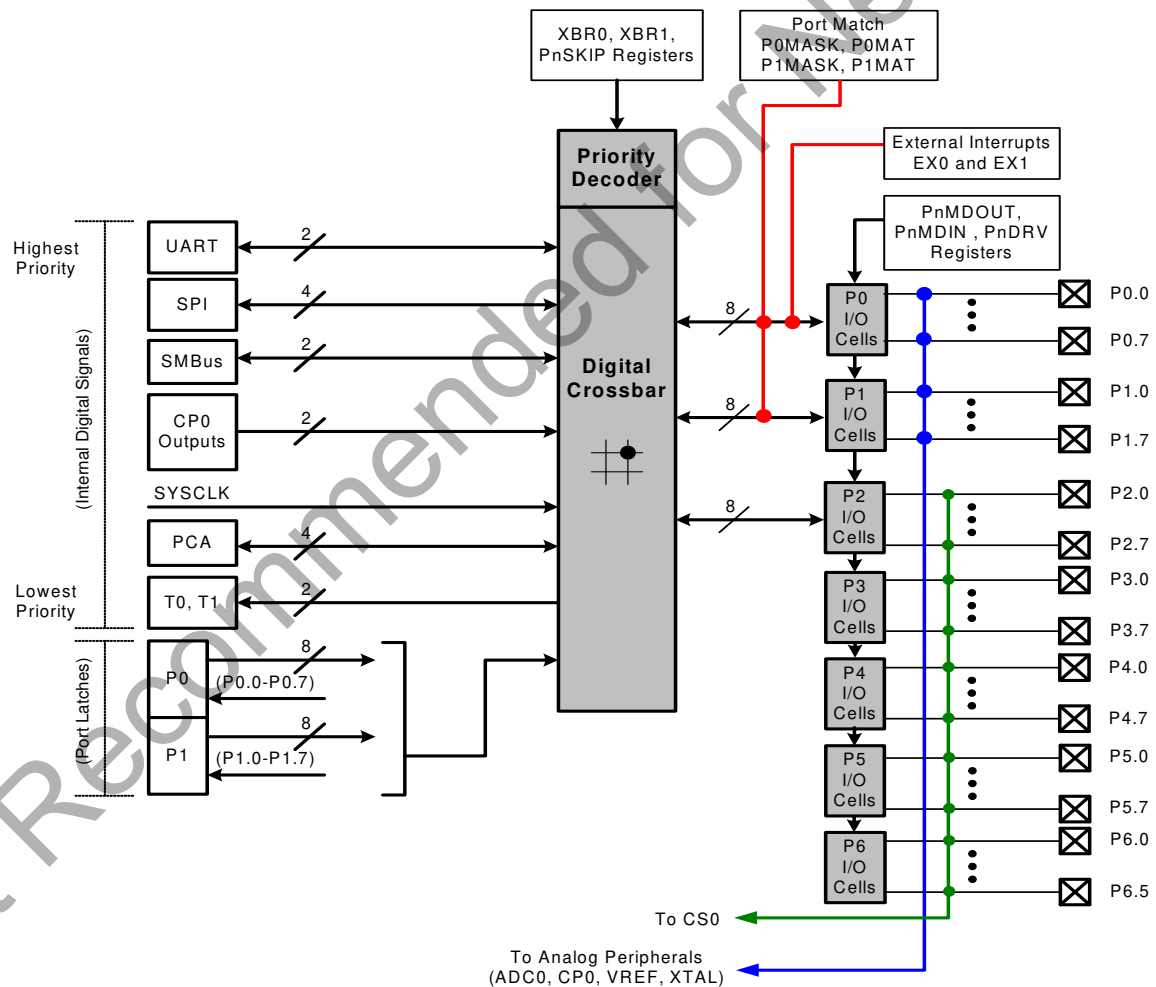 XBR0, XBR1,
PnSKIP Registers
Port Match
P0MASK, P0MAT
P1MASK, P1MAT
External Interrupts
EX0 and EX1
Priority
Decoder
PnMDOUT,
PnMDIN , PnDRV
Registers
Highest
Priority
(Internal Digital Signals)
Lowest
Priority
(Port Latches)
UART
2
SPI
4
SMBus
2
CP0
Outputs
2
SYSCLK
PCA
4
T0, T1
2
P0
8
(P0.0-P0.7)
P1
8
(P1.0-P1.7)
Digital
Crossbar
8
8
8
P0
I/O
Cells
P0.0
P0.7
P1
I/O
Cells
P1.0
P1.7
P2
I/O
Cells
P2.0
P2.7
P3
I/O
Cells
P3.0
P3.7
P4
I/O
Cells
P4.0
P4.7
P5
I/O
Cells
P5.0
P5.7
P6
I/O
Cells
P6.0
P6.5
To CS0
To Analog Peripherals
(ADC0, CP0, VREF, XTAL)
Recommended for